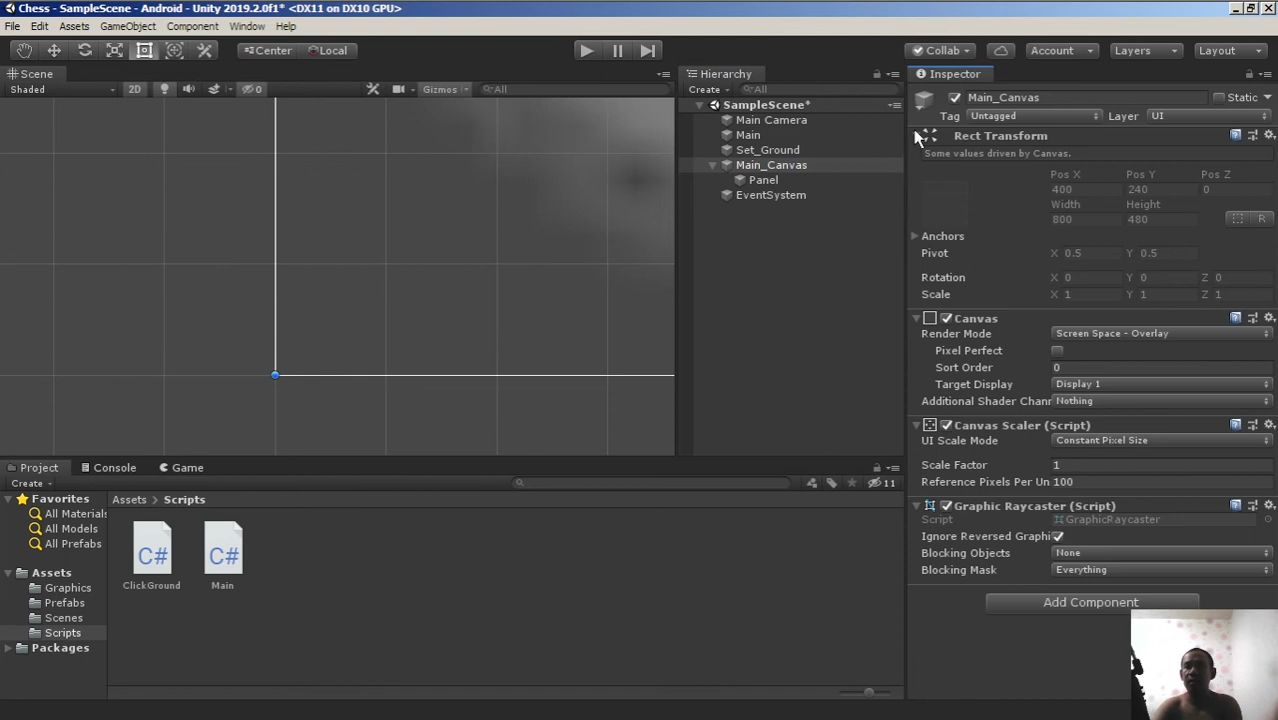 Chess - SampleScene - Android - Unity 2019.2.0f1* <DX11 on DX10 GPU>
File Edit Assets GameObject Component Window Help
Center Local Collab Account Layers Layout
Scene
Shaded 2D 0 Gizmos All
Hierarchy
Create All
SampleScene*
Main Camera
Main
Set_Ground
Main_Canvas
Panel
EventSystem
Inspector
Main_Canvas Static
Tag Untagged Layer UI
Rect Transform
Some values driven by Canvas.
Pos X Pos Y Pos Z
400 240 0
Width Height
800 480 R
Anchors
Pivot X 0.5 Y 0.5
Rotation X 0 Y 0 Z 0
Scale X 1 Y 1 Z 1
Canvas
Render Mode Screen Space - Overlay
Pixel Perfect
Sort Order 0
Target Display Display 1
Additional Shader Chann Nothing
Canvas Scaler (Script)
UI Scale Mode Constant Pixel Size
Scale Factor 1
Reference Pixels Per Un 100
Graphic Raycaster (Script)
Script GraphicRaycaster
Ignore Reversed Graphi
Blocking Objects None
Blocking Mask Everything
Add Component
Project Console Game
Create 11
Favorites
All Materials
All Models
All Prefabs
Assets
Graphics
Prefabs
Scenes
Scripts
Packages
Assets > Scripts
C# C#
ClickGround Main